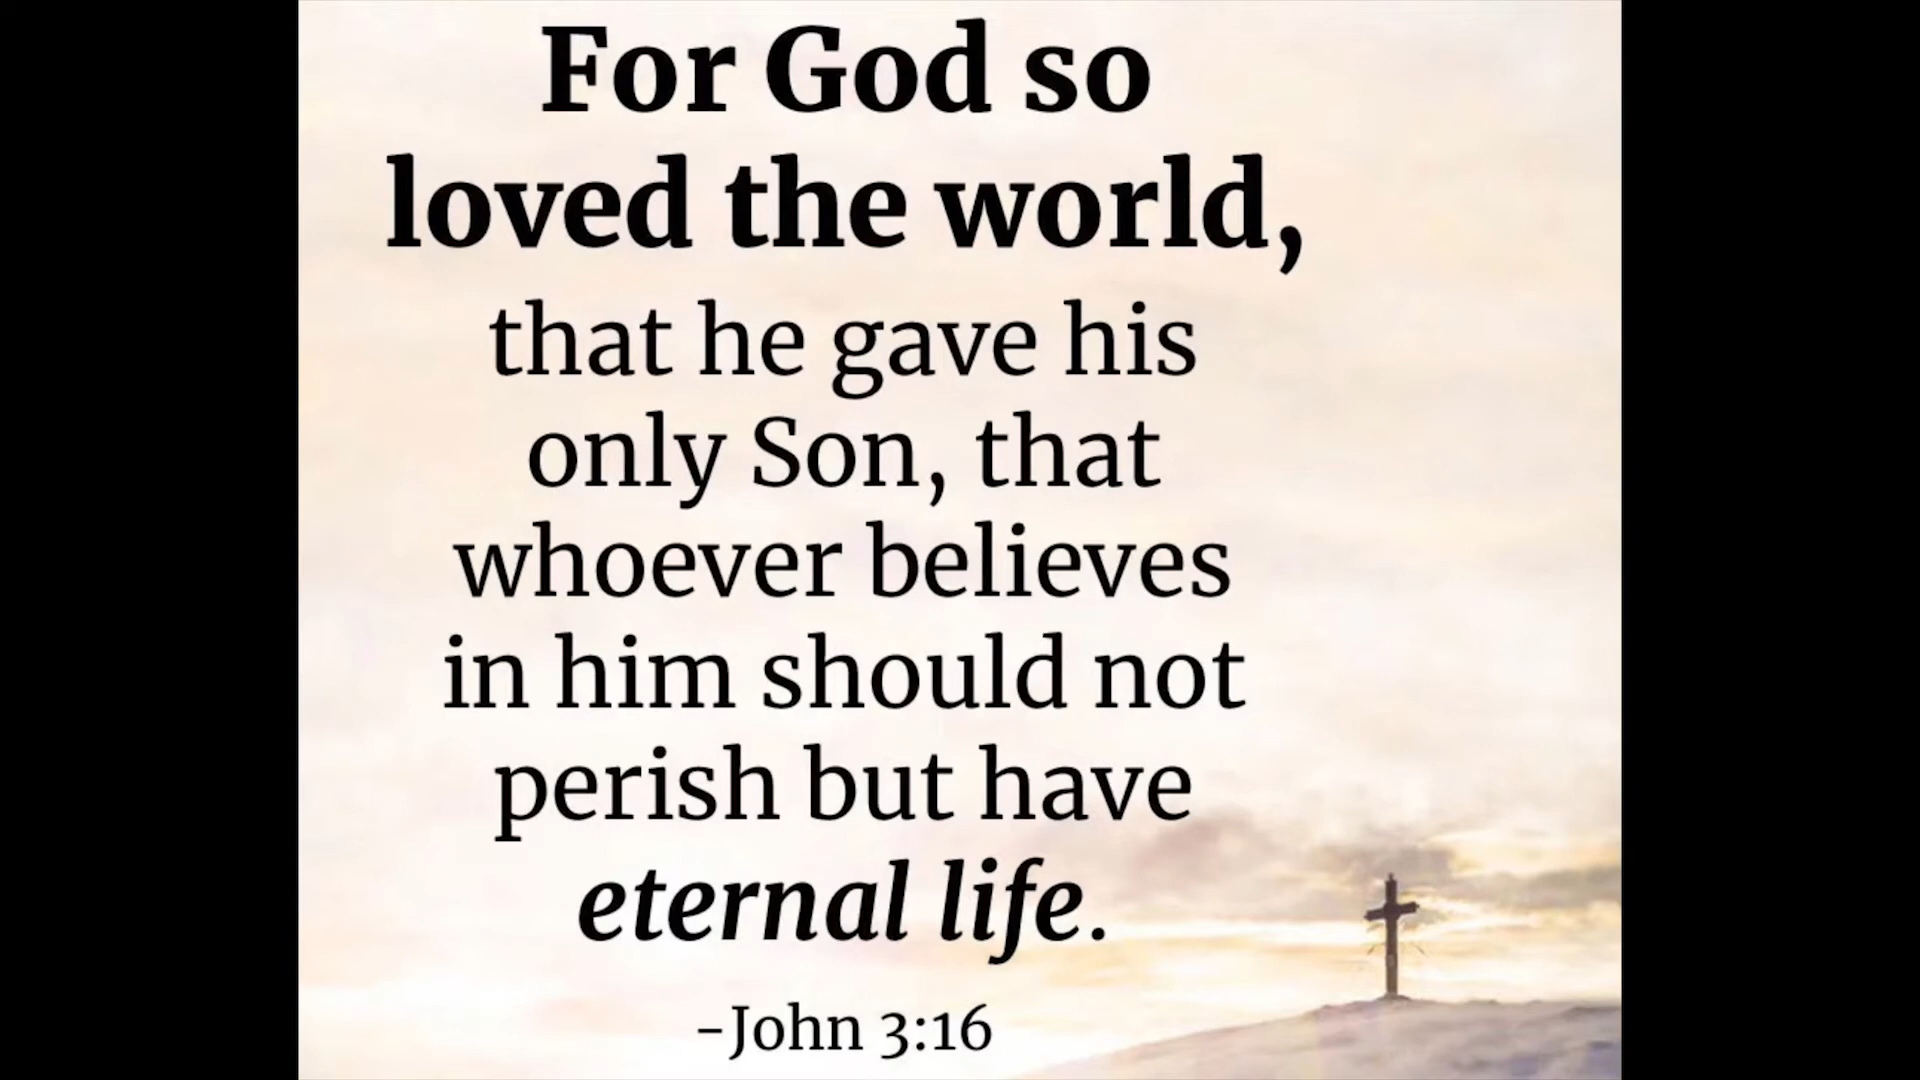 For God so
loved the world,
that he gave his
only Son, that
whoever believes
in him should not
perish but have
eternal life.
-John 3:16